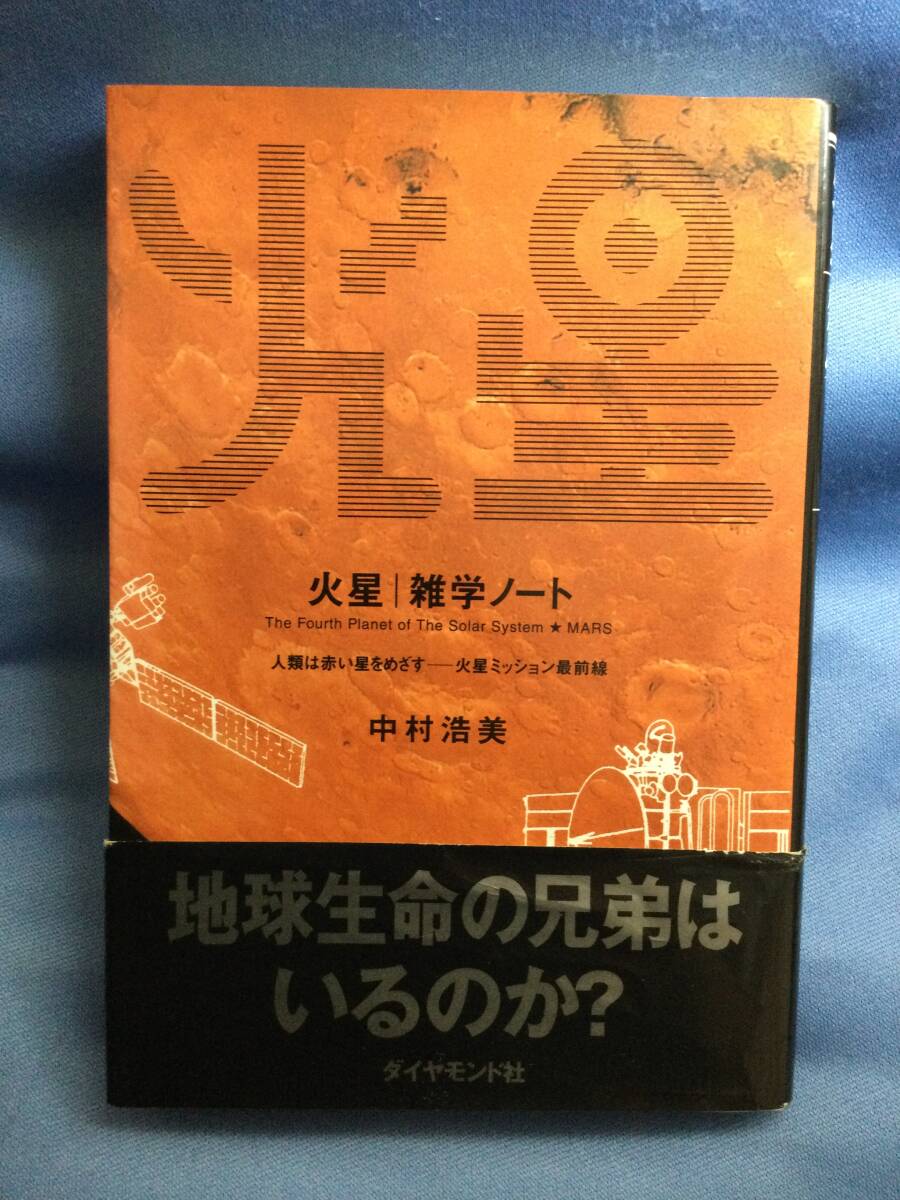 火星
火星|雑学ノート
The Fourth Planet of The Solar System ★ MARS
人類は赤い星をめざす――火星ミッション最前線
中村浩美
地球生命の兄弟は
いるのか?
ダイヤモンド社